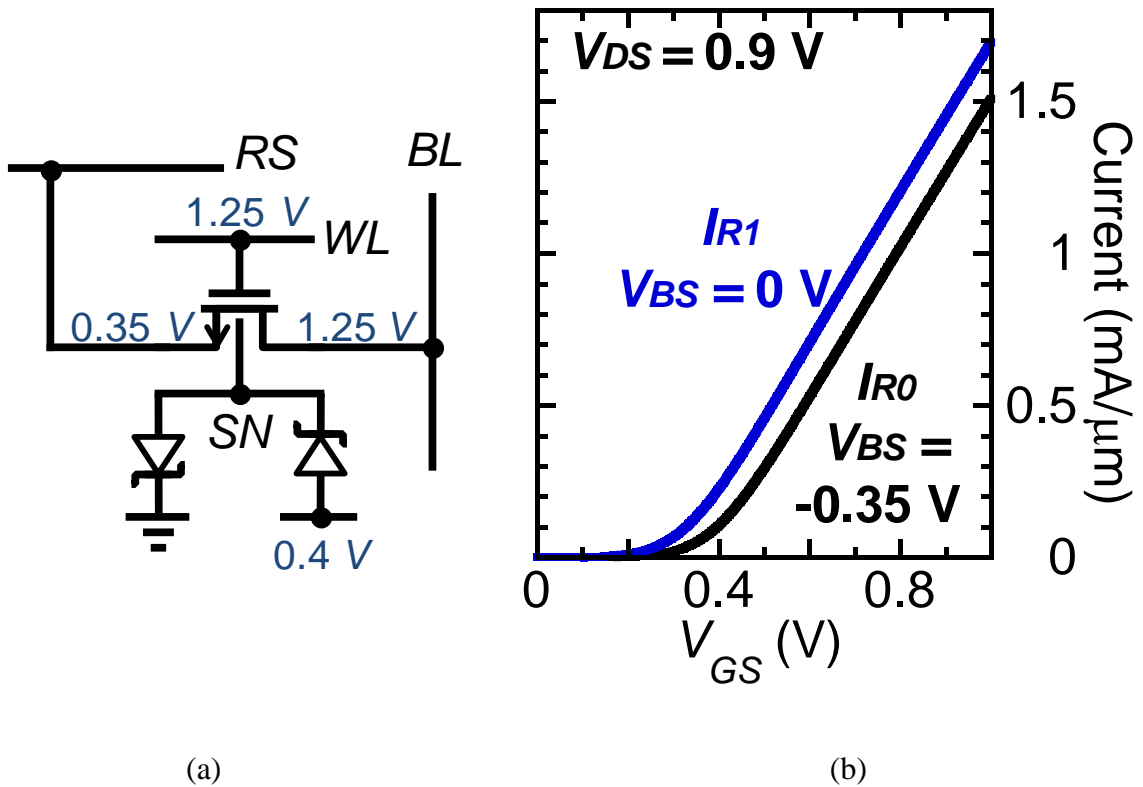 RS
BL
1.25 V
WL
0.35 V
1.25 V
SN
0.4 V
(a)
VDS = 0.9 V
IR1
VBS = 0 V
IR0
VBS =
-0.35 V
1.5
1
0.5
0
Current (mA/μm)
0
0.4
0.8
VGS (V)
(b)